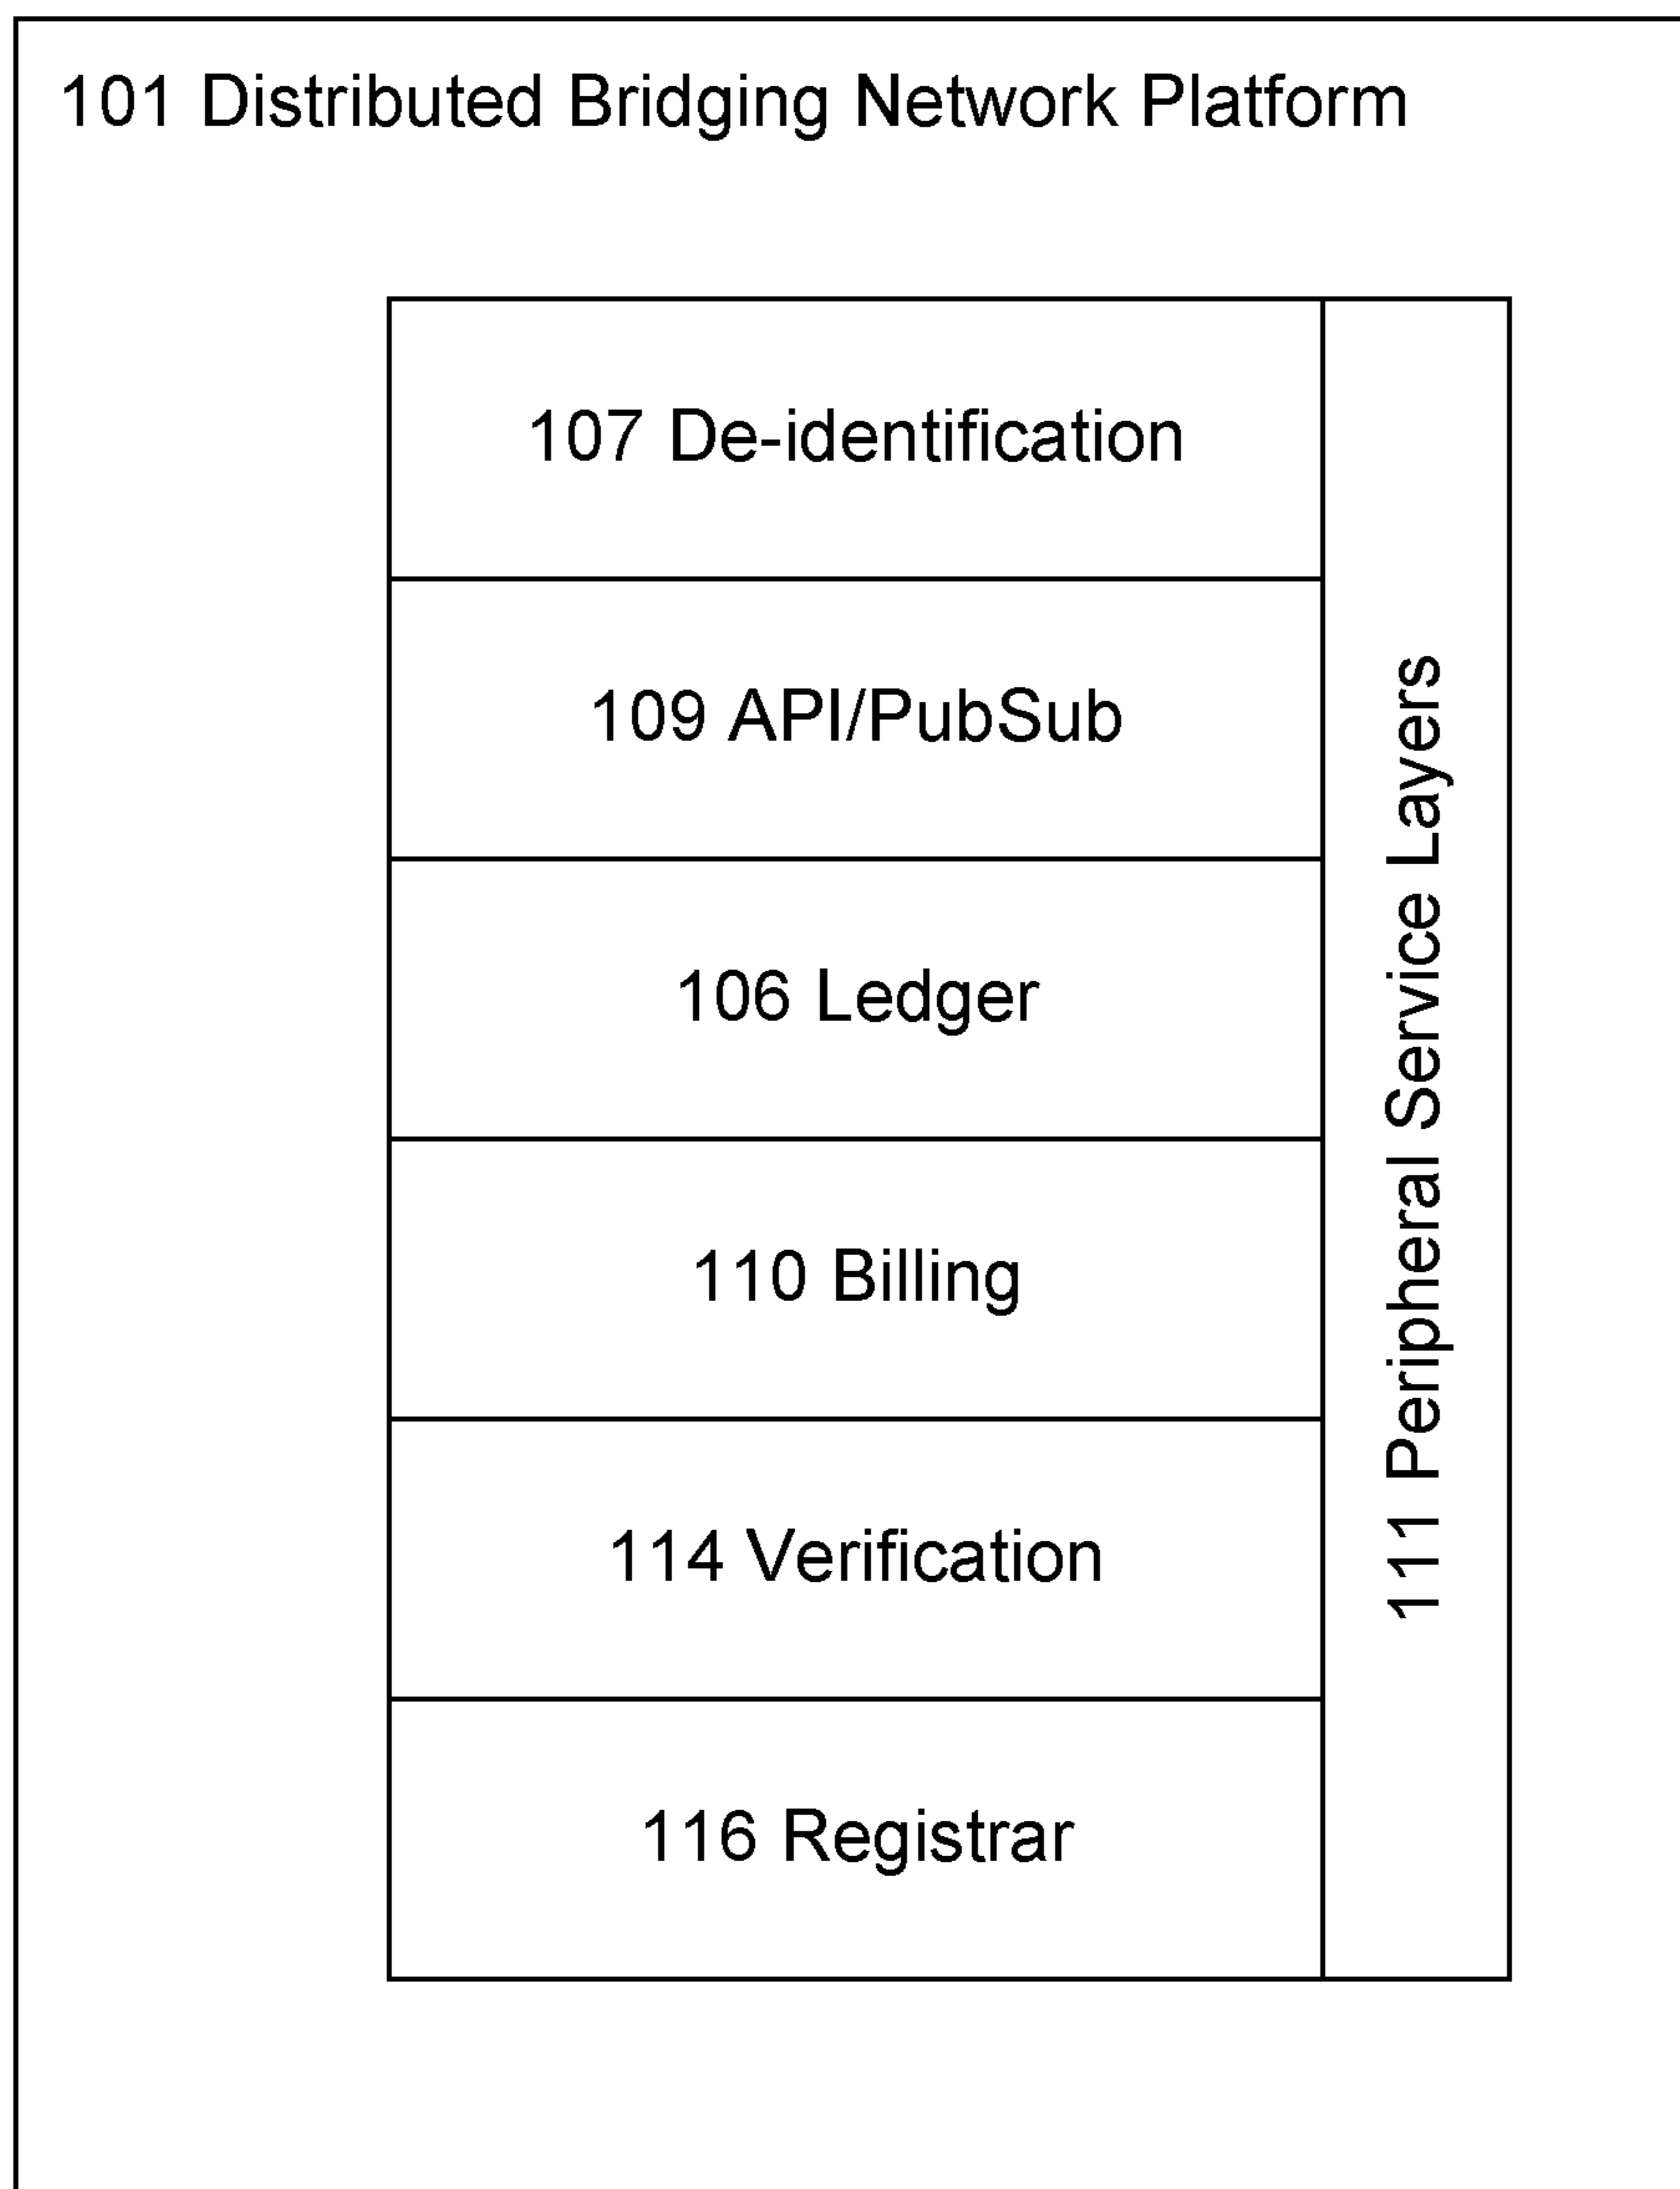 101 Distributed Bridging Network Platform
107 De-identification
109 API/PubSub
106 Ledger
110 Billing
114 Verification
116 Registrar
111 Peripheral Service Layers